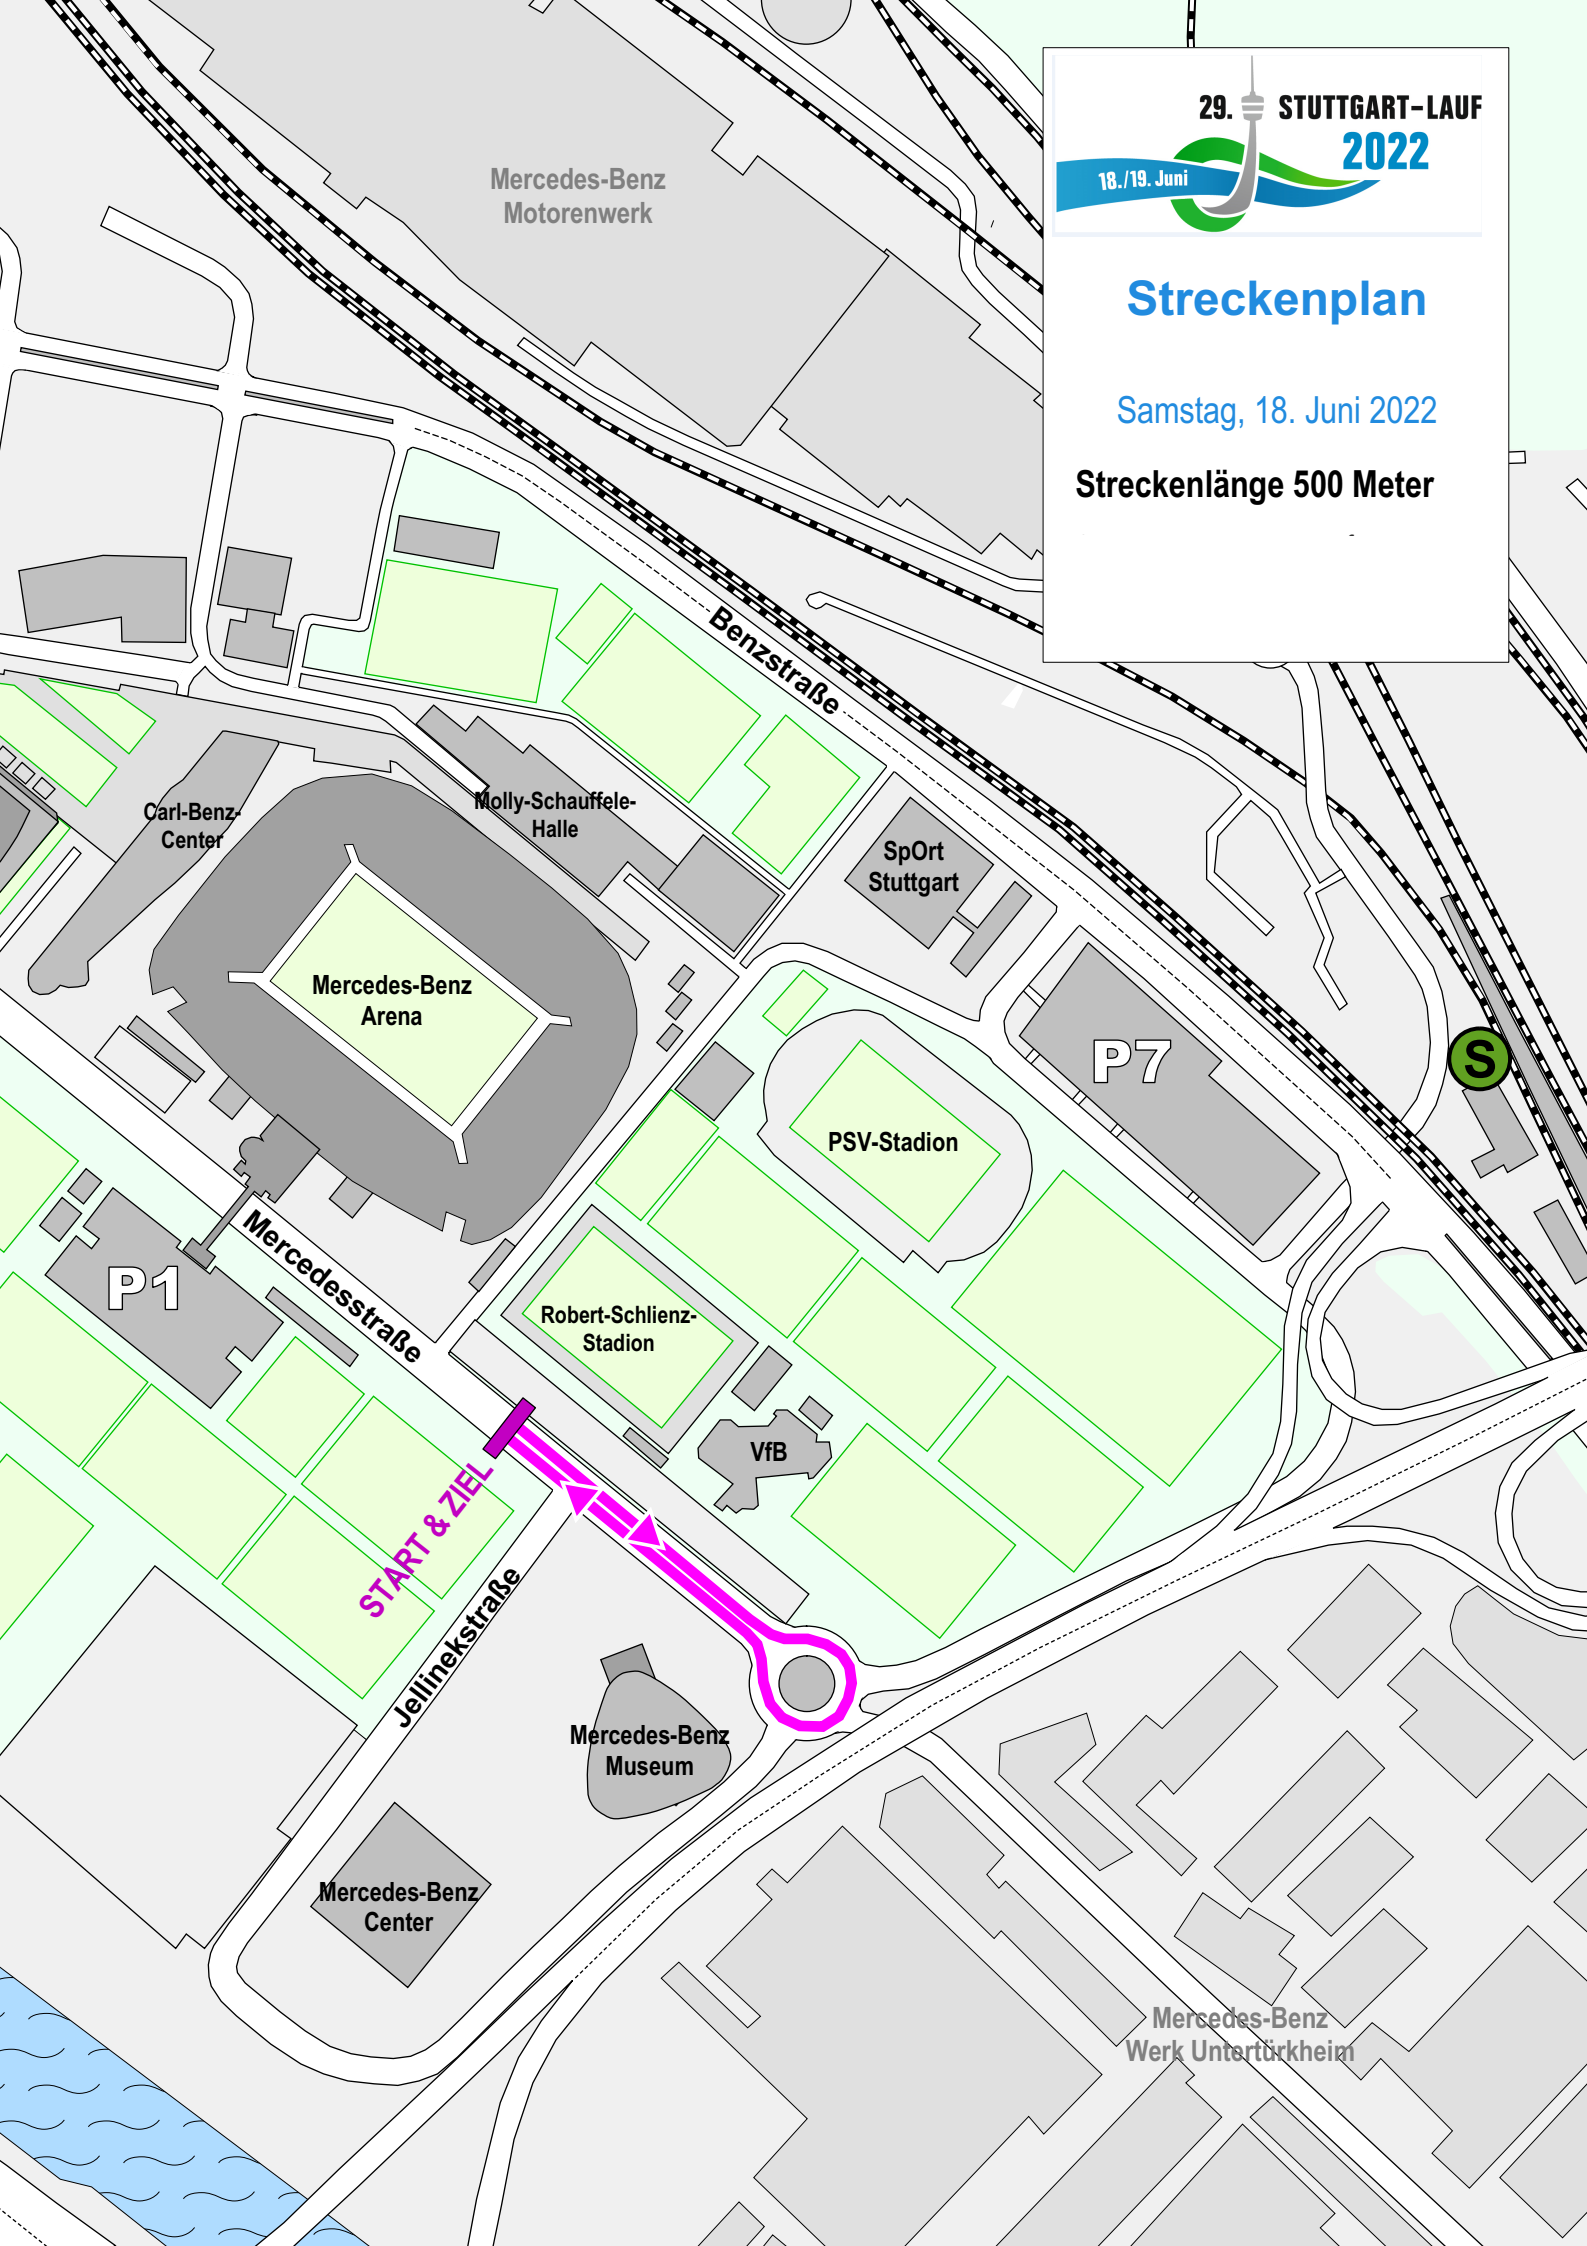 29. STUTTGART-LAUF
2022
18./19. Juni
Streckenplan
Samstag, 18. Juni 2022
Streckenlänge 500 Meter
Mercedes-Benz
Motorenwerk
Benzstraße
Carl-Benz-
Center
Molly-Schauffele-
Halle
SpOrt
Stuttgart
Mercedes-Benz
Arena
P7
S
PSV-Stadion
Mercedesstraße
P1
Robert-Schlienz-
Stadion
VfB
START & ZIEL
Jellinekstraße
Mercedes-Benz
Museum
Mercedes-Benz
Center
Mercedes-Benz
Werk Untertürkheim